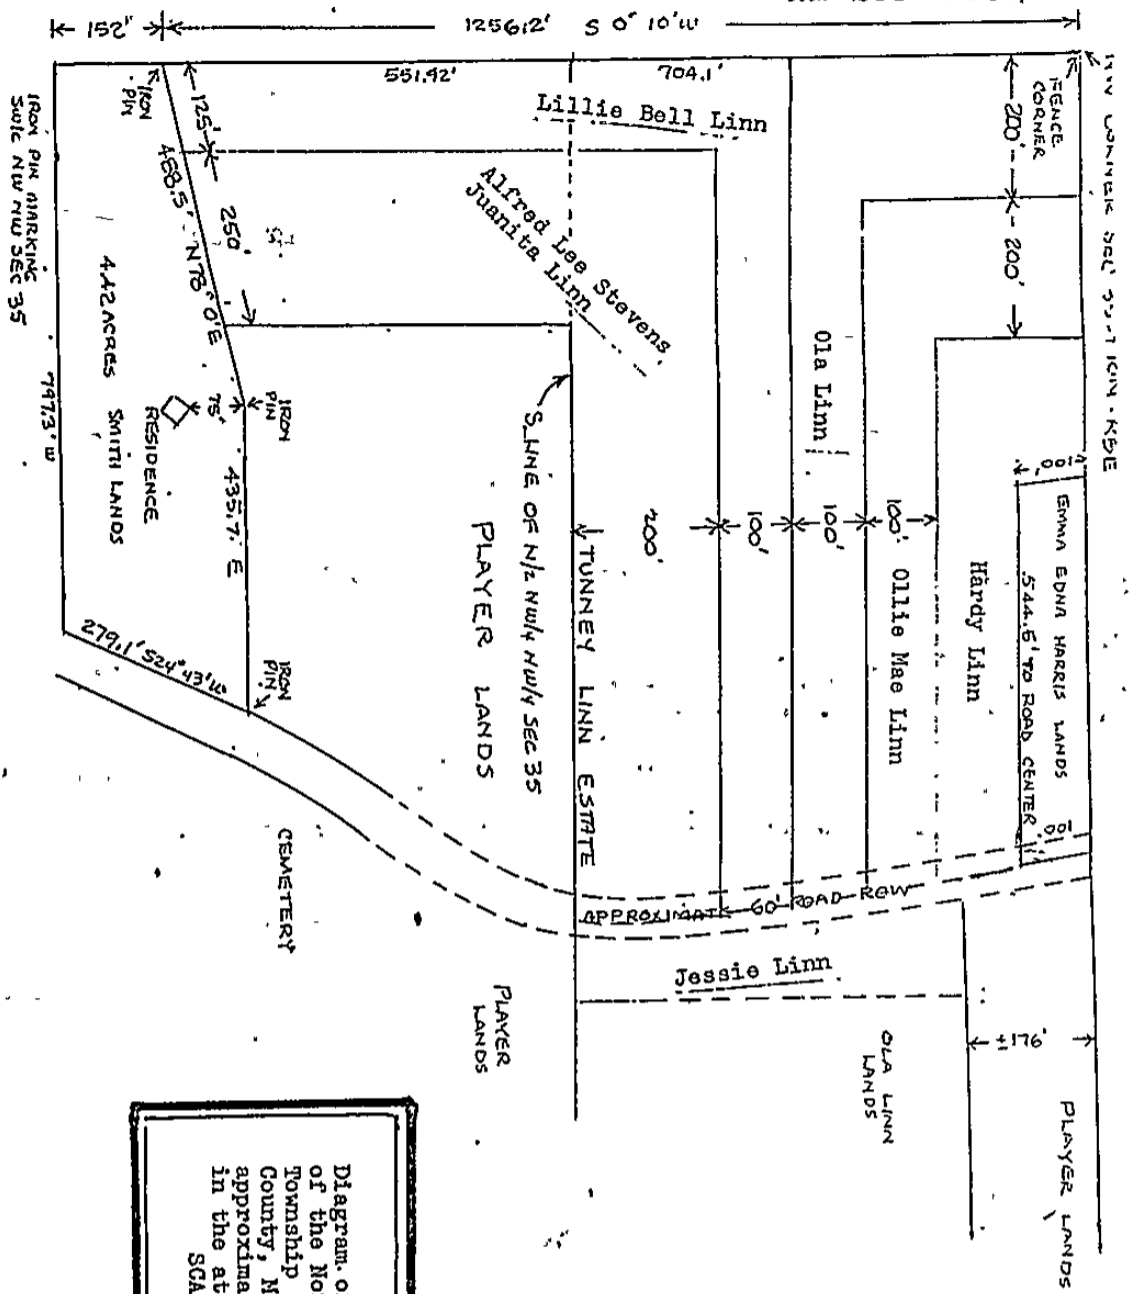 152'
1256.2' S 0° 10' W
551.92'
704.1'
FENCE
CORNER
200'
200'
IRON
PIN
IRON PIN MARKING
SW/C NW NW SEC 35
125'
250'
468.5' N78° 0' E
Lillie Bell Linn
Alfred Lee Stevens
Juanita Linn
Ola Linn
Ollie Mae Linn
Hardy Linn
100'
EMMA EDNA HARRIS LANDS
544.5' TO ROAD CENTER
100
200'
100'
100'
100'
TUNNEY LINN ESTATE
S LINE OF N/2 NW/4 NW/4 SEC 35
PLAYER LANDS
4.42 ACRES SMITH LANDS
RESIDENCE
75'
IRON
PIN
435.7' E
IRON
PIN
797.3' W
279.1' S24° 43' W
APPROXIMATE 60' ROAD ROW
CEMETERY
Jessie Linn
PLAYER
LANDS
OLA LINN
LANDS
±176'
PLAYER LANDS
Diagram o
of the No
Township
County, M
approxima
in the at
SCA